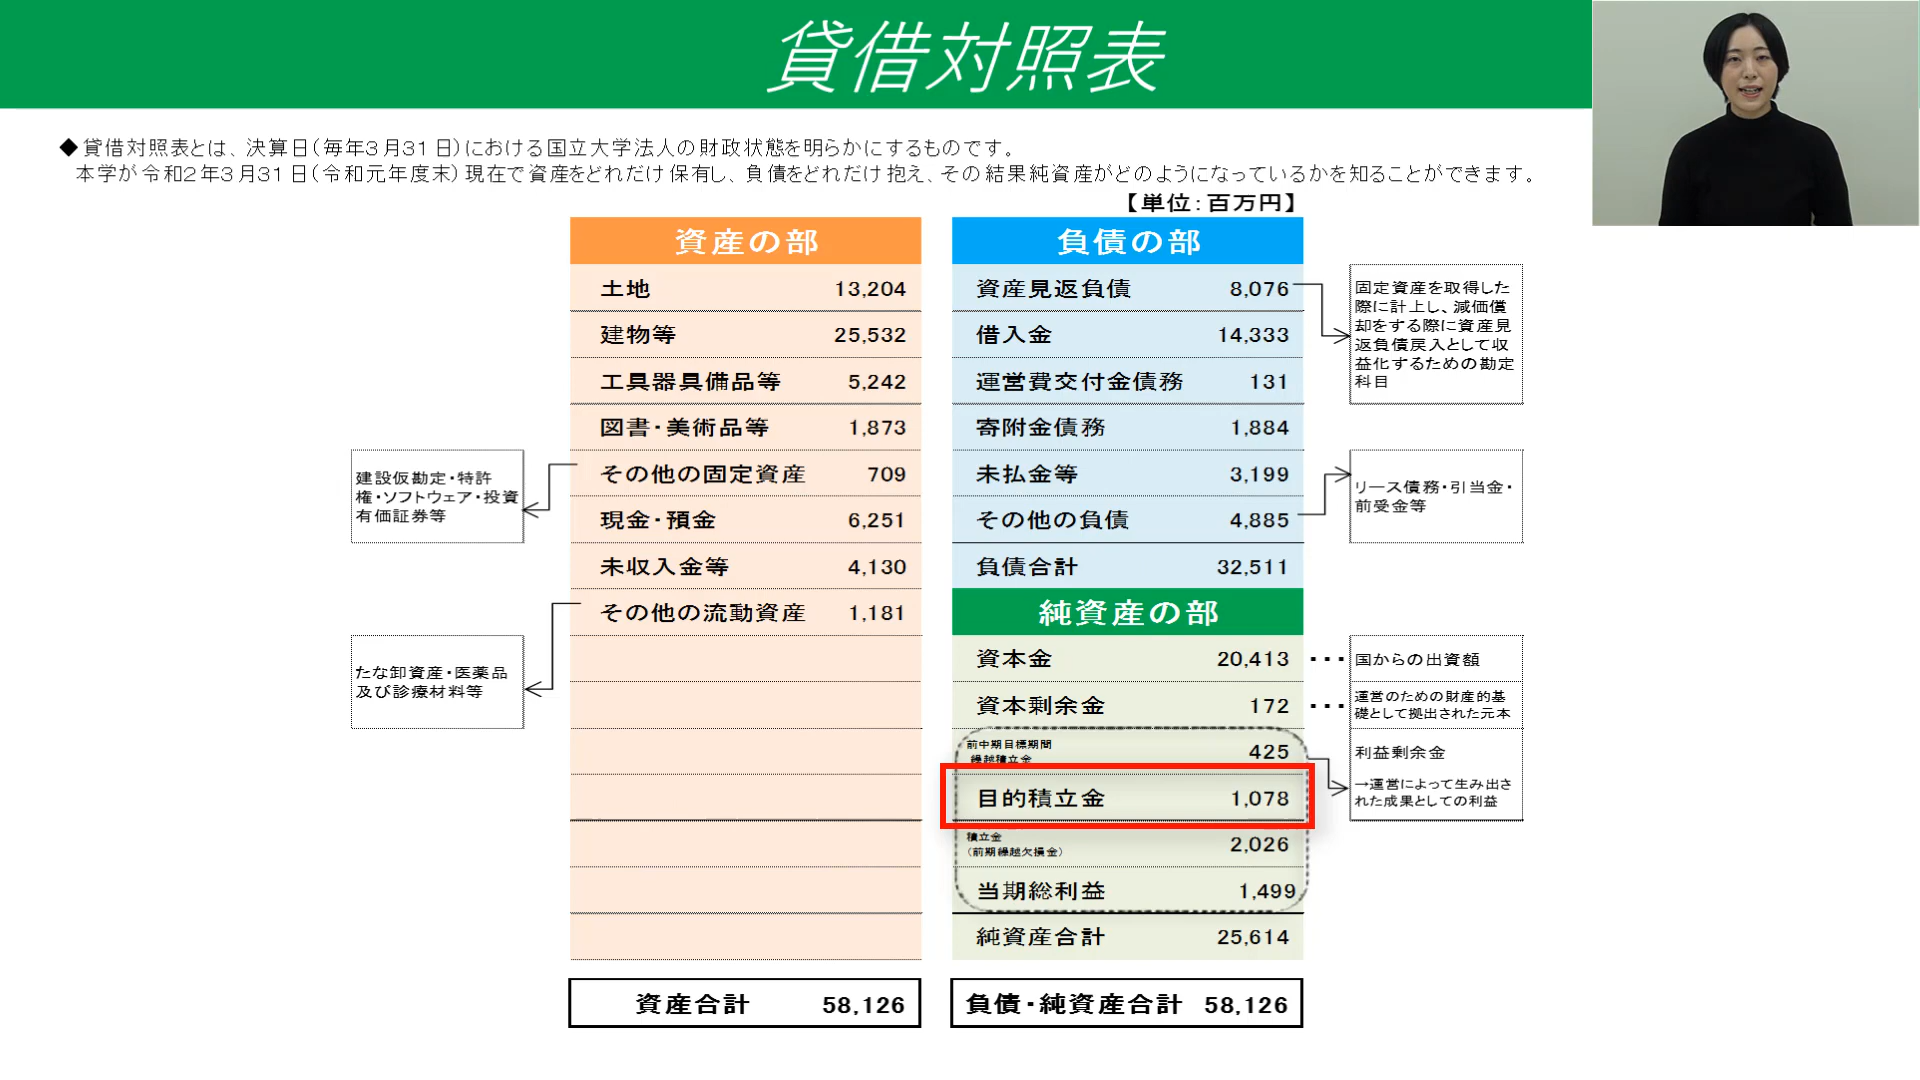 貸借対照表
◆貸借対照表とは、決算日(毎年3月31日)における国立大学法人の財政状態を明らかにするものです。
本学が令和2年3月31日(令和元年度末)現在で資産をどれだけ保有し、負債をどれだけ抱え、その結果純資産がどのようになっているかを知ることができます。
【単位:百万円】
資産の部
土地 13,204
建物等 25,532
工具器具備品等 5,242
図書・美術品等 1,873
その他の固定資産 709
現金・預金 6,251
未収入金等 4,130
その他の流動資産 1,181
建設仮勘定・特許
権・ソフトウェア・投資
有価証券等
たな卸資産・医薬品
及び診療材料等
資産合計 58,126
負債の部
資産見返負債 8,076
借入金 14,333
運営費交付金債務 131
寄附金債務 1,884
未払金等 3,199
その他の負債 4,885
負債合計 32,511
固定資産を取得した
際に計上し、減価償
却をする際に資産見
返負債戻入として収
益化するための勘定
科目
リース債務・引当金・
前受金等
純資産の部
資本金 20,413 ・・・ 国からの出資額
資本剰余金 172 ・・・ 運営のための財産的基
礎として拠出された元本
前中期目標期間
繰越積立金 425
目的積立金 1,078
積立金
(前期繰越欠損金) 2,026
当期総利益 1,499
純資産合計 25,614
利益剰余金
→運営によって生み出さ
れた成果としての利益
負債・純資産合計 58,126